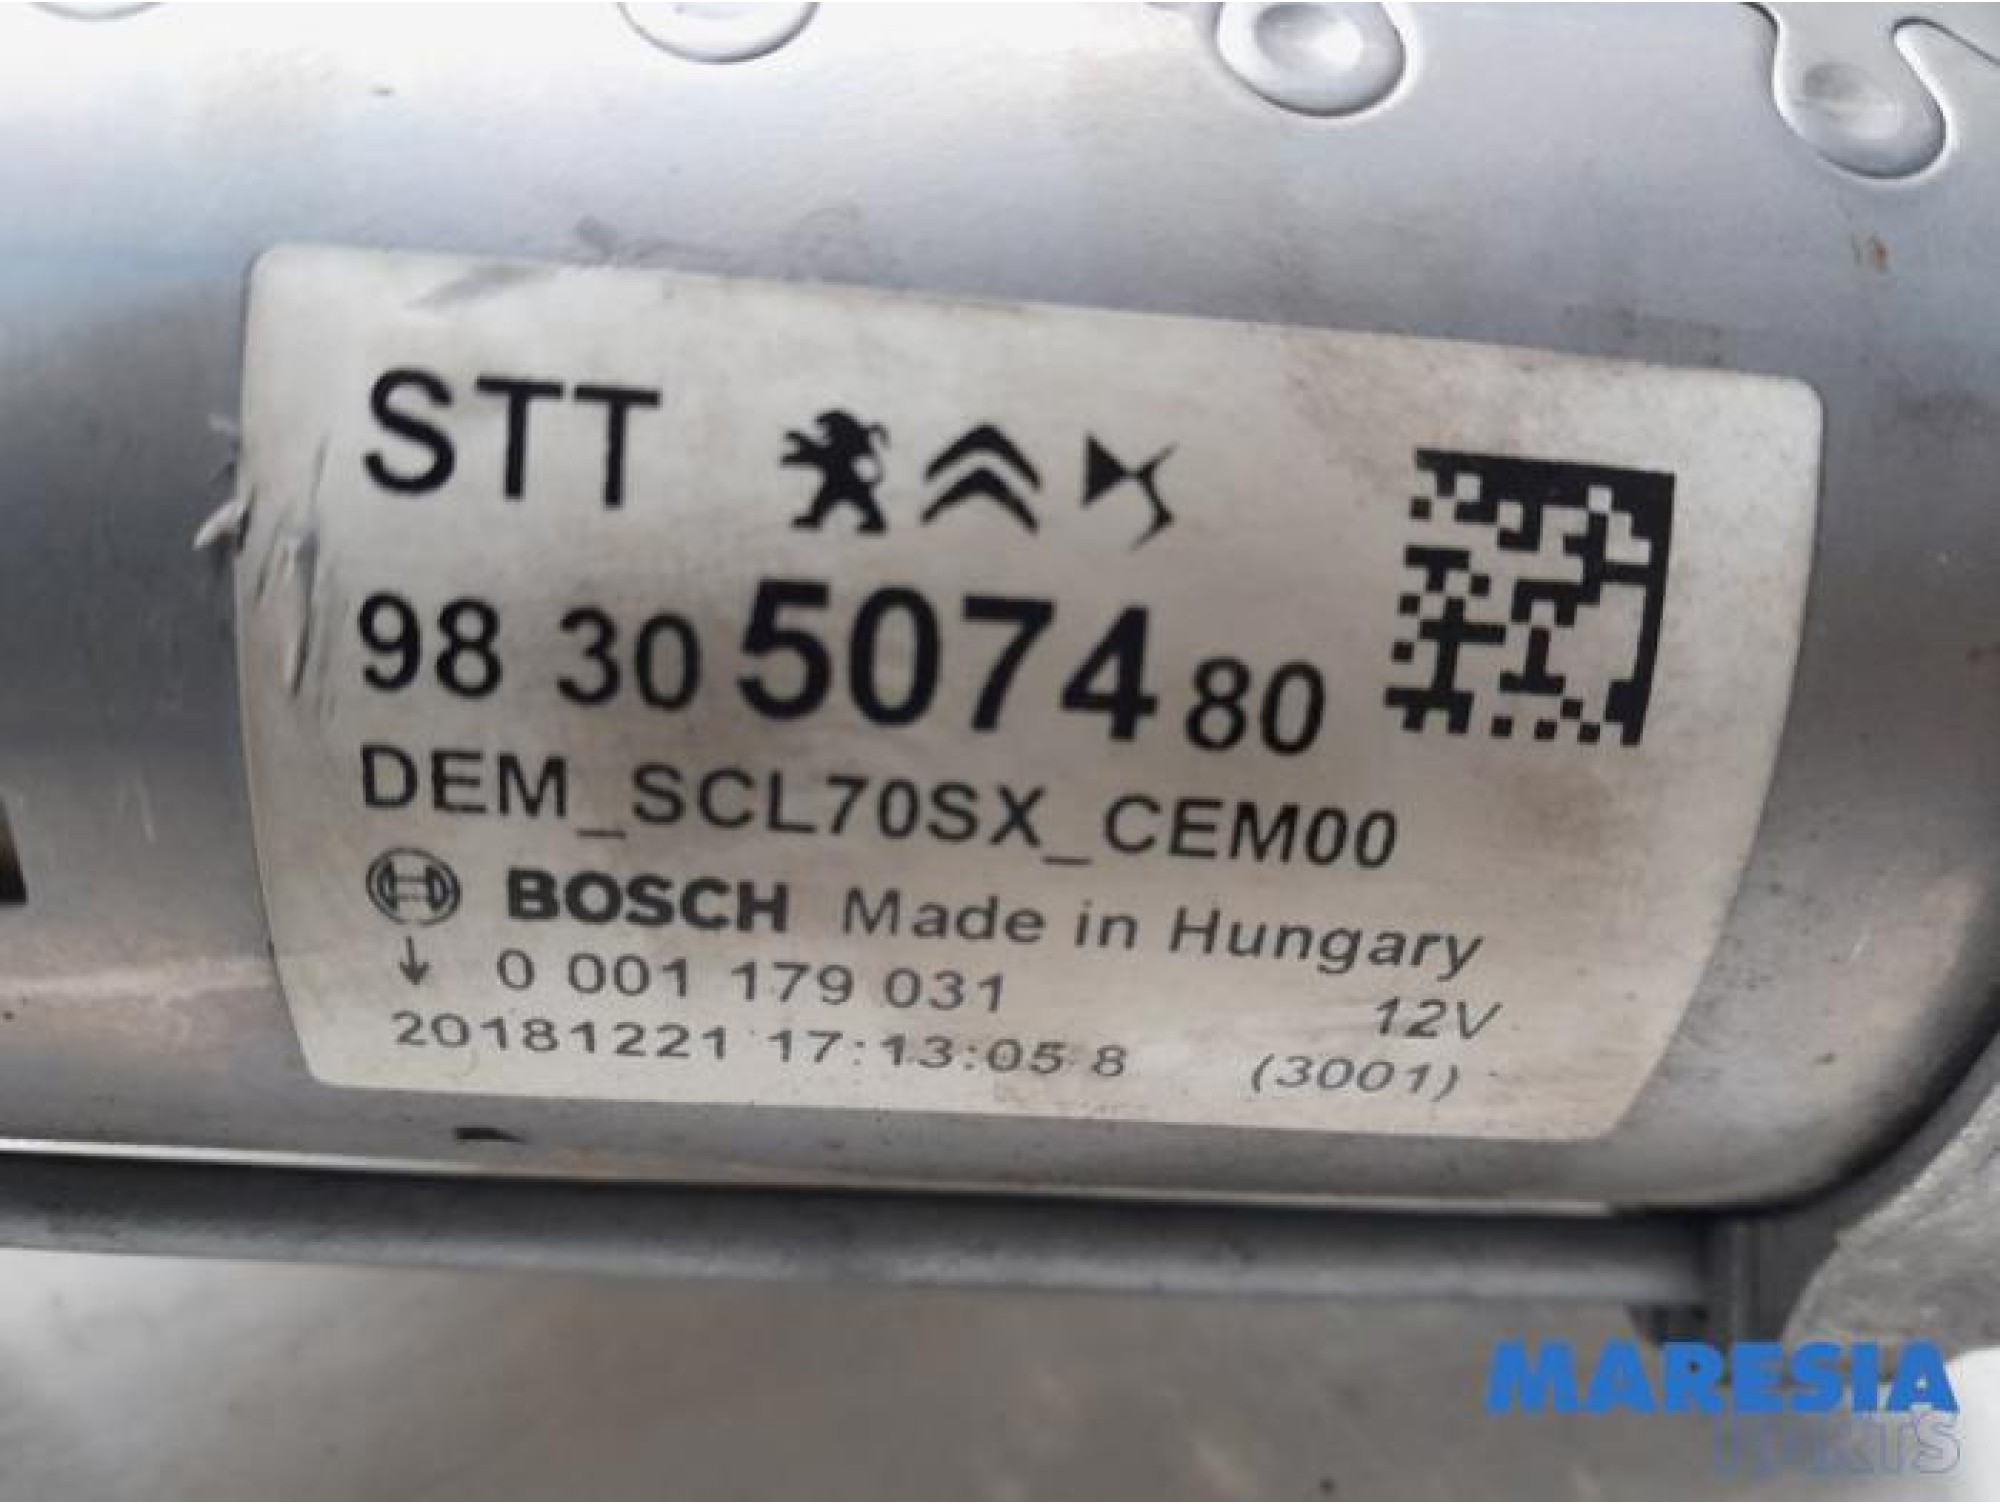 STT
98 30 5074 80
DEM_SCL70SX_CEM00
BOSCH Made in Hungary
0 001 179 031
12V
20181221 17:13:05 8 (3001)
MARESIA
PARTS